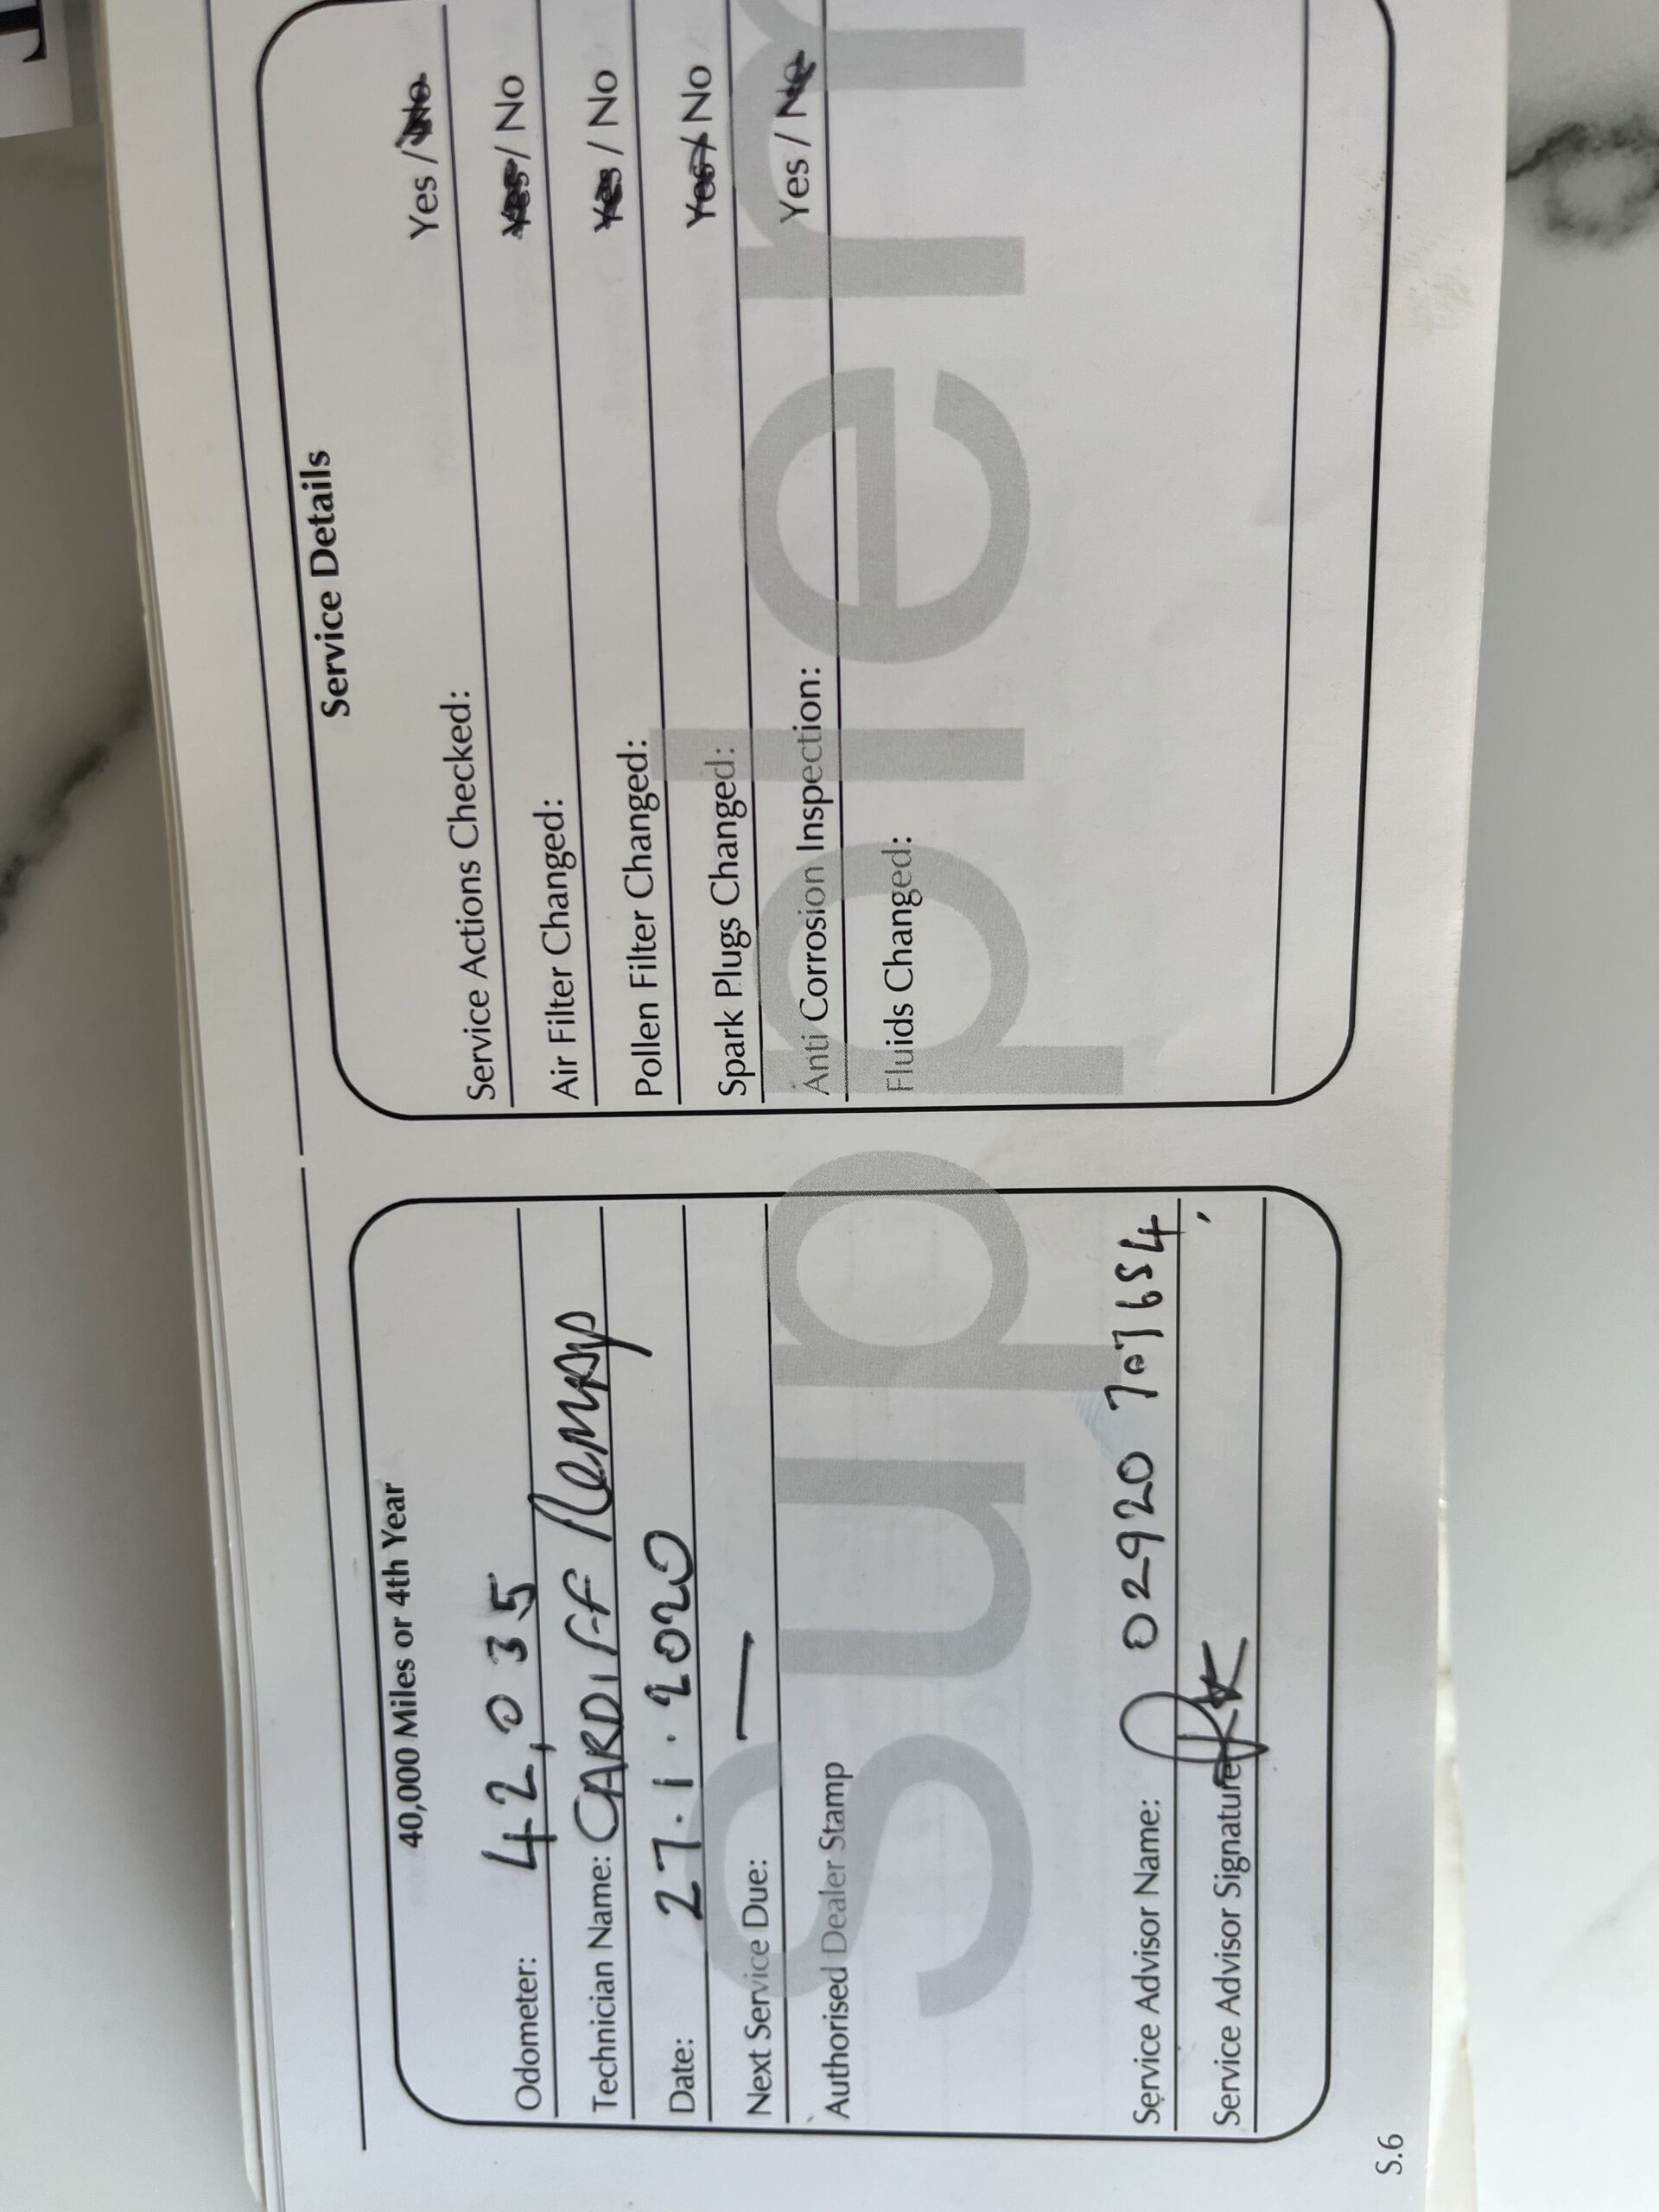 40,000 Miles or 4th Year
Odometer: 42,035
Technician Name: CARDIFF Remap
Date: 27.1.2020
Next Service Due: —
Authorised Dealer Stamp
Service Advisor Name: 02920 707654
Service Advisor Signature:
S.6
Service Details
Service Actions Checked: Yes / No
Air Filter Changed: Yes / No
Pollen Filter Changed: Yes / No
Spark Plugs Changed: Yes / No
Anti Corrosion Inspection: Yes / No
Fluids Changed:
Supplem